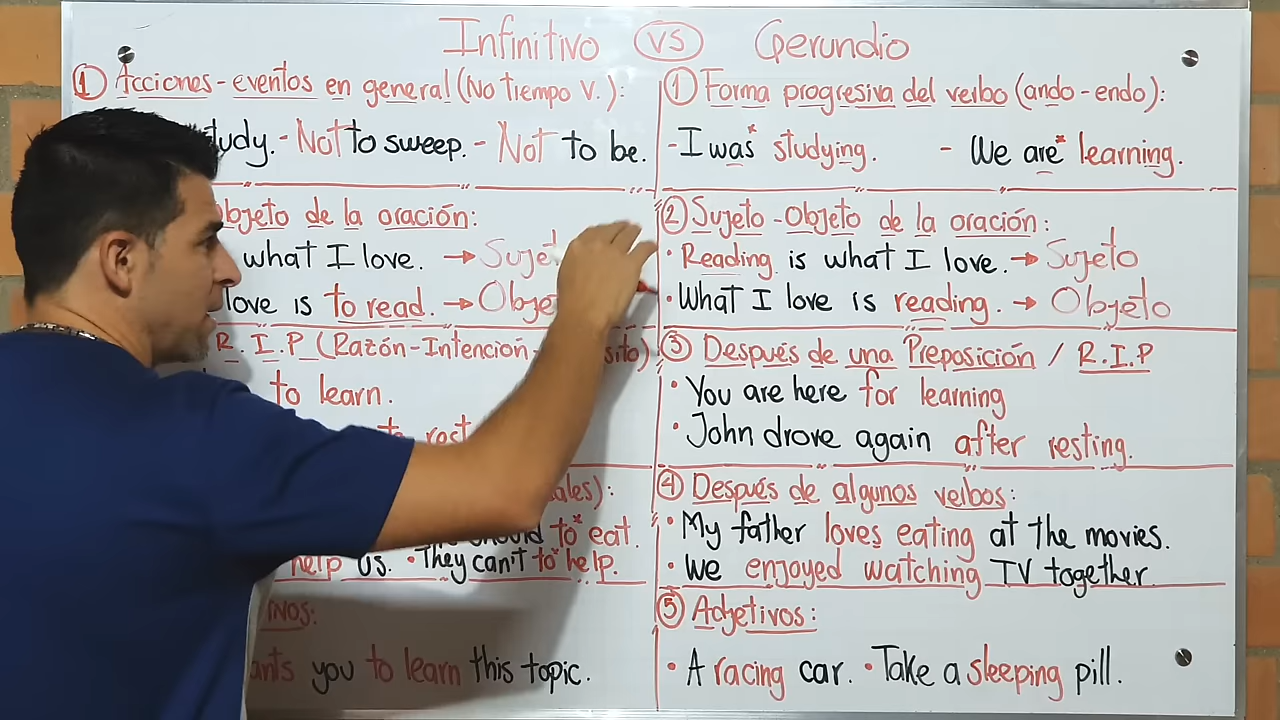 Infinitivo VS Gerundio
① Acciones - eventos en general (No tiempo V.):
tudy. - Not to sweep. - Not to be.
bjeto de la oración:
what I love. → Sujet
love is to read. → Obje
R.I.P (Razón - Intención - sito)
to learn.
to rest
ales):
should to* eat.
help us. • They can't to* help.
nos:
ants you to learn this topic.
① Forma progresiva del verbo (ando - endo):
- I was* studying. - We are* learning.
② Sujeto - Objeto de la oración:
• Reading is what I love. → Sujeto
• What I love is reading. → Objeto
③ Después de una Preposición / R.I.P
• You are here for learning
• John drove again after resting.
④ Después de algunos verbos:
• My father loves eating at the movies.
• We enjoyed watching TV together.
⑤ Adjetivos:
• A racing car. • Take a sleeping pill.